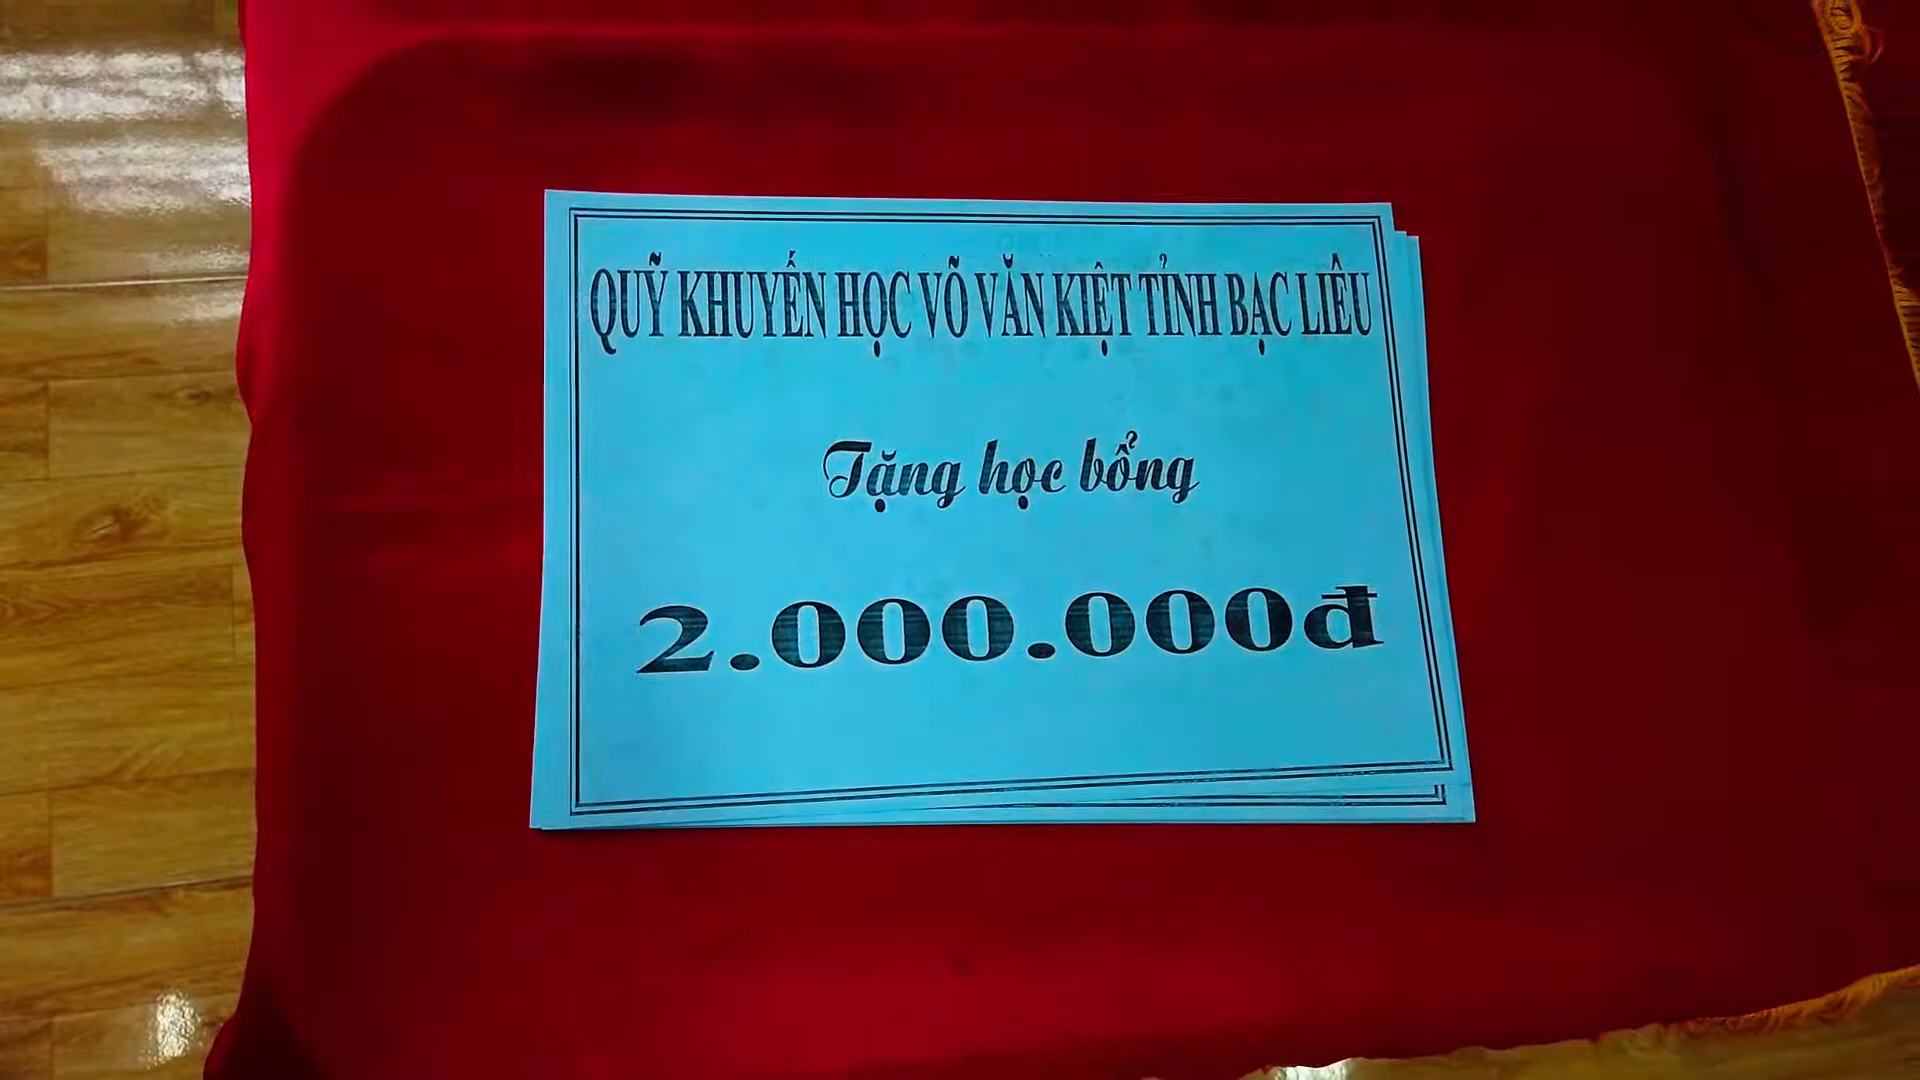 QUỸ KHUYẾN HỌC VÕ VĂN KIỆT TỈNH BẠC LIÊU
Tặng học bổng
2.000.000đ